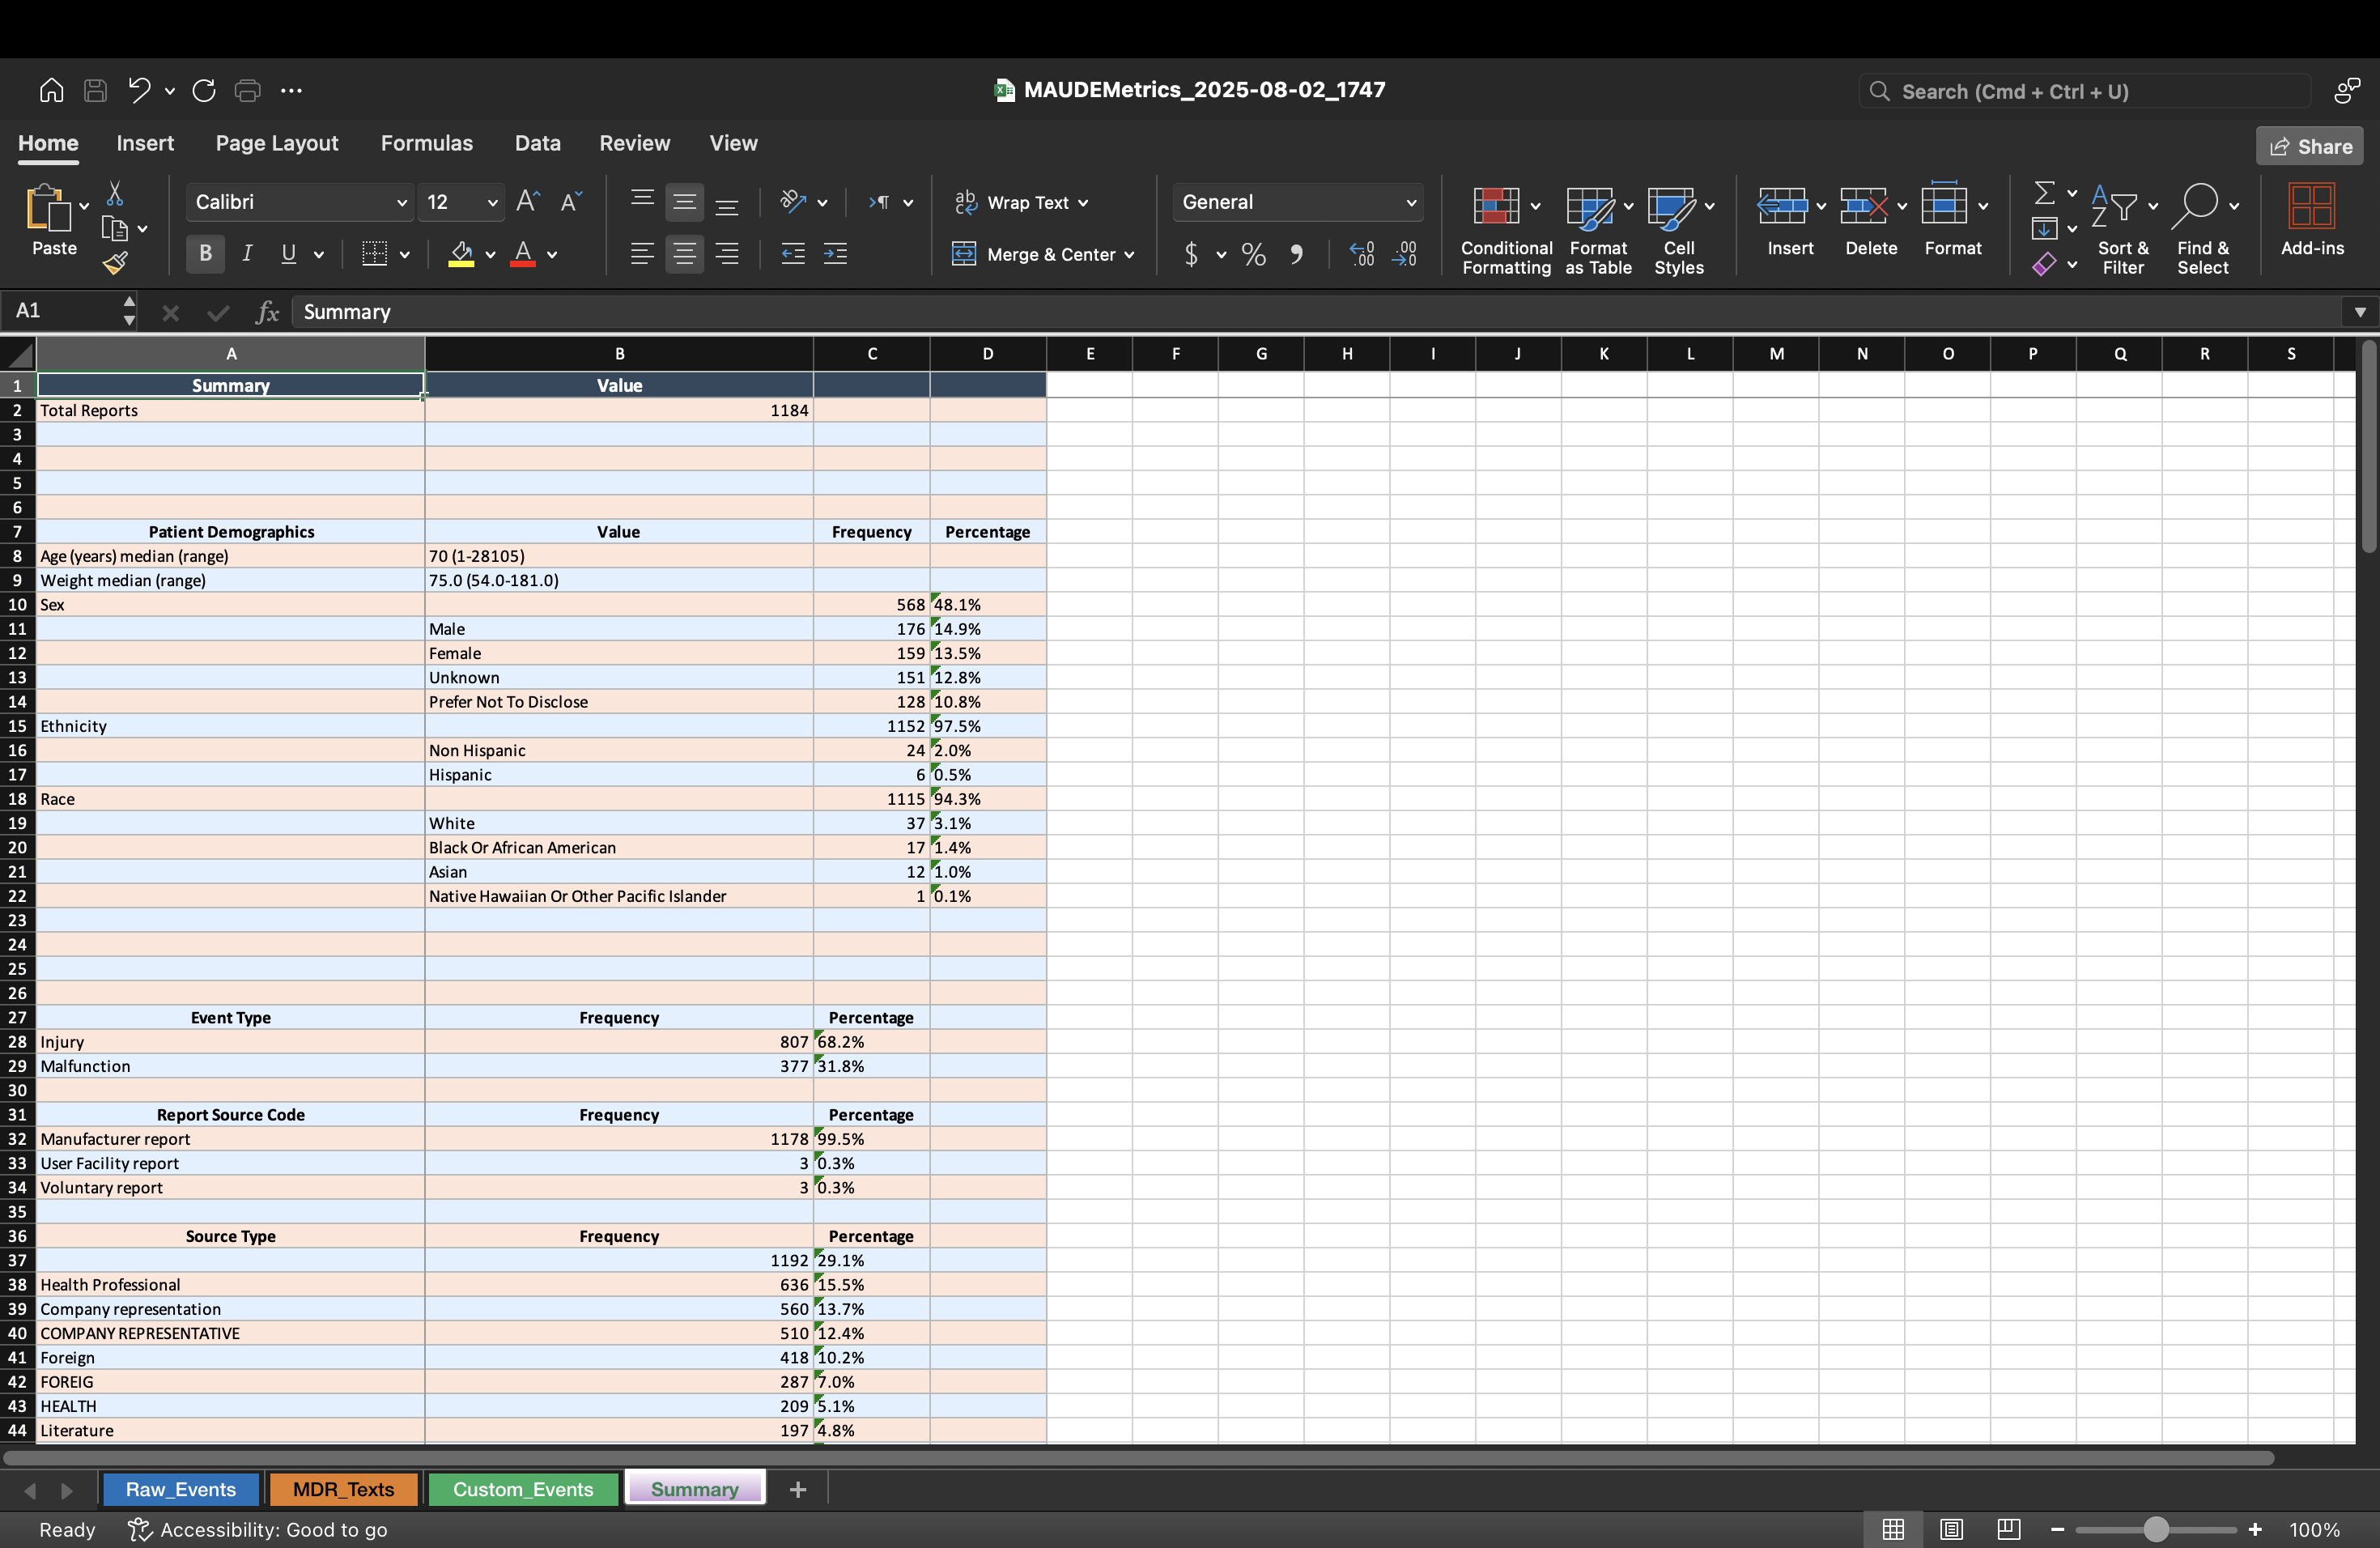 MAUDEMetrics_2025-08-02_1747
Search (Cmd + Ctrl + U)
Home Insert Page Layout Formulas Data Review View
Share
Paste
Calibri 12
B I U
Wrap Text
Merge & Center
General
Conditional Formatting
Format as Table
Cell Styles
Insert
Delete
Format
Sort & Filter
Find & Select
Add-ins
A1 fx Summary
A B C D E F G H I J K L M N O P Q R S
1 Summary Value
2 Total Reports 1184
3
4
5
6
7 Patient Demographics Value Frequency Percentage
8 Age (years) median (range) 70 (1-28105)
9 Weight median (range) 75.0 (54.0-181.0)
10 Sex 568 48.1%
11 Male 176 14.9%
12 Female 159 13.5%
13 Unknown 151 12.8%
14 Prefer Not To Disclose 128 10.8%
15 Ethnicity 1152 97.5%
16 Non Hispanic 24 2.0%
17 Hispanic 6 0.5%
18 Race 1115 94.3%
19 White 37 3.1%
20 Black Or African American 17 1.4%
21 Asian 12 1.0%
22 Native Hawaiian Or Other Pacific Islander 1 0.1%
23
24
25
26
27 Event Type Frequency Percentage
28 Injury 807 68.2%
29 Malfunction 377 31.8%
30
31 Report Source Code Frequency Percentage
32 Manufacturer report 1178 99.5%
33 User Facility report 3 0.3%
34 Voluntary report 3 0.3%
35
36 Source Type Frequency Percentage
37 1192 29.1%
38 Health Professional 636 15.5%
39 Company representation 560 13.7%
40 COMPANY REPRESENTATIVE 510 12.4%
41 Foreign 418 10.2%
42 FOREIG 287 7.0%
43 HEALTH 209 5.1%
44 Literature 197 4.8%
Raw_Events MDR_Texts Custom_Events Summary
Ready Accessibility: Good to go 100%